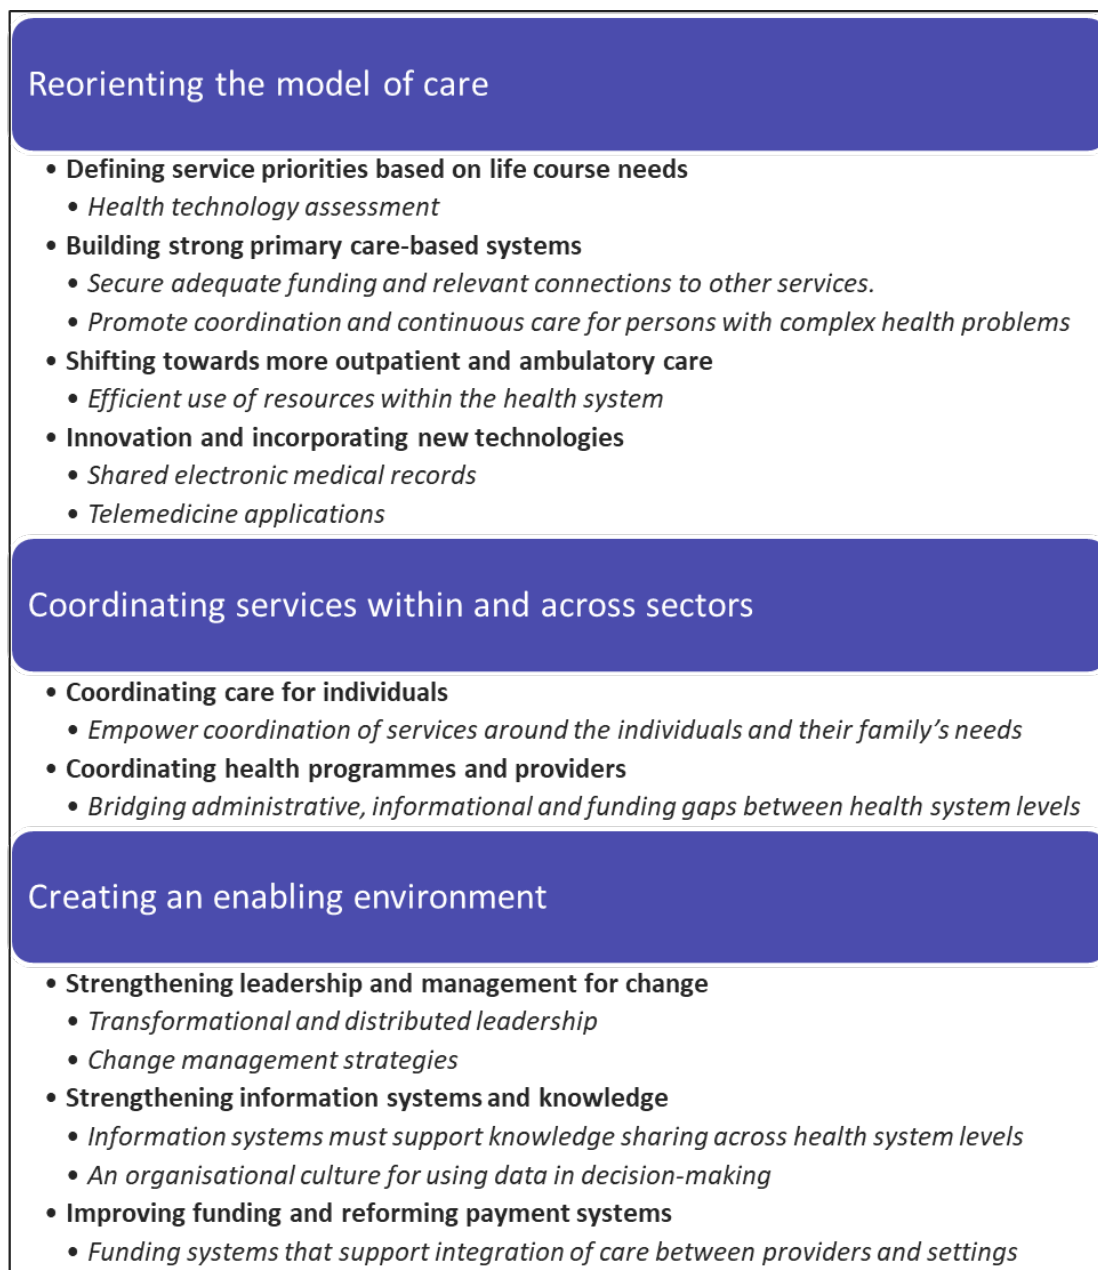 Reorienting the model of care
• Defining service priorities based on life course needs
• Health technology assessment
• Building strong primary care-based systems
• Secure adequate funding and relevant connections to other services.
• Promote coordination and continuous care for persons with complex health problems
• Shifting towards more outpatient and ambulatory care
• Efficient use of resources within the health system
• Innovation and incorporating new technologies
• Shared electronic medical records
• Telemedicine applications
Coordinating services within and across sectors
• Coordinating care for individuals
• Empower coordination of services around the individuals and their family’s needs
• Coordinating health programmes and providers
• Bridging administrative, informational and funding gaps between health system levels
Creating an enabling environment
• Strengthening leadership and management for change
• Transformational and distributed leadership
• Change management strategies
• Strengthening information systems and knowledge
• Information systems must support knowledge sharing across health system levels
• An organisational culture for using data in decision-making
• Improving funding and reforming payment systems
• Funding systems that support integration of care between providers and settings